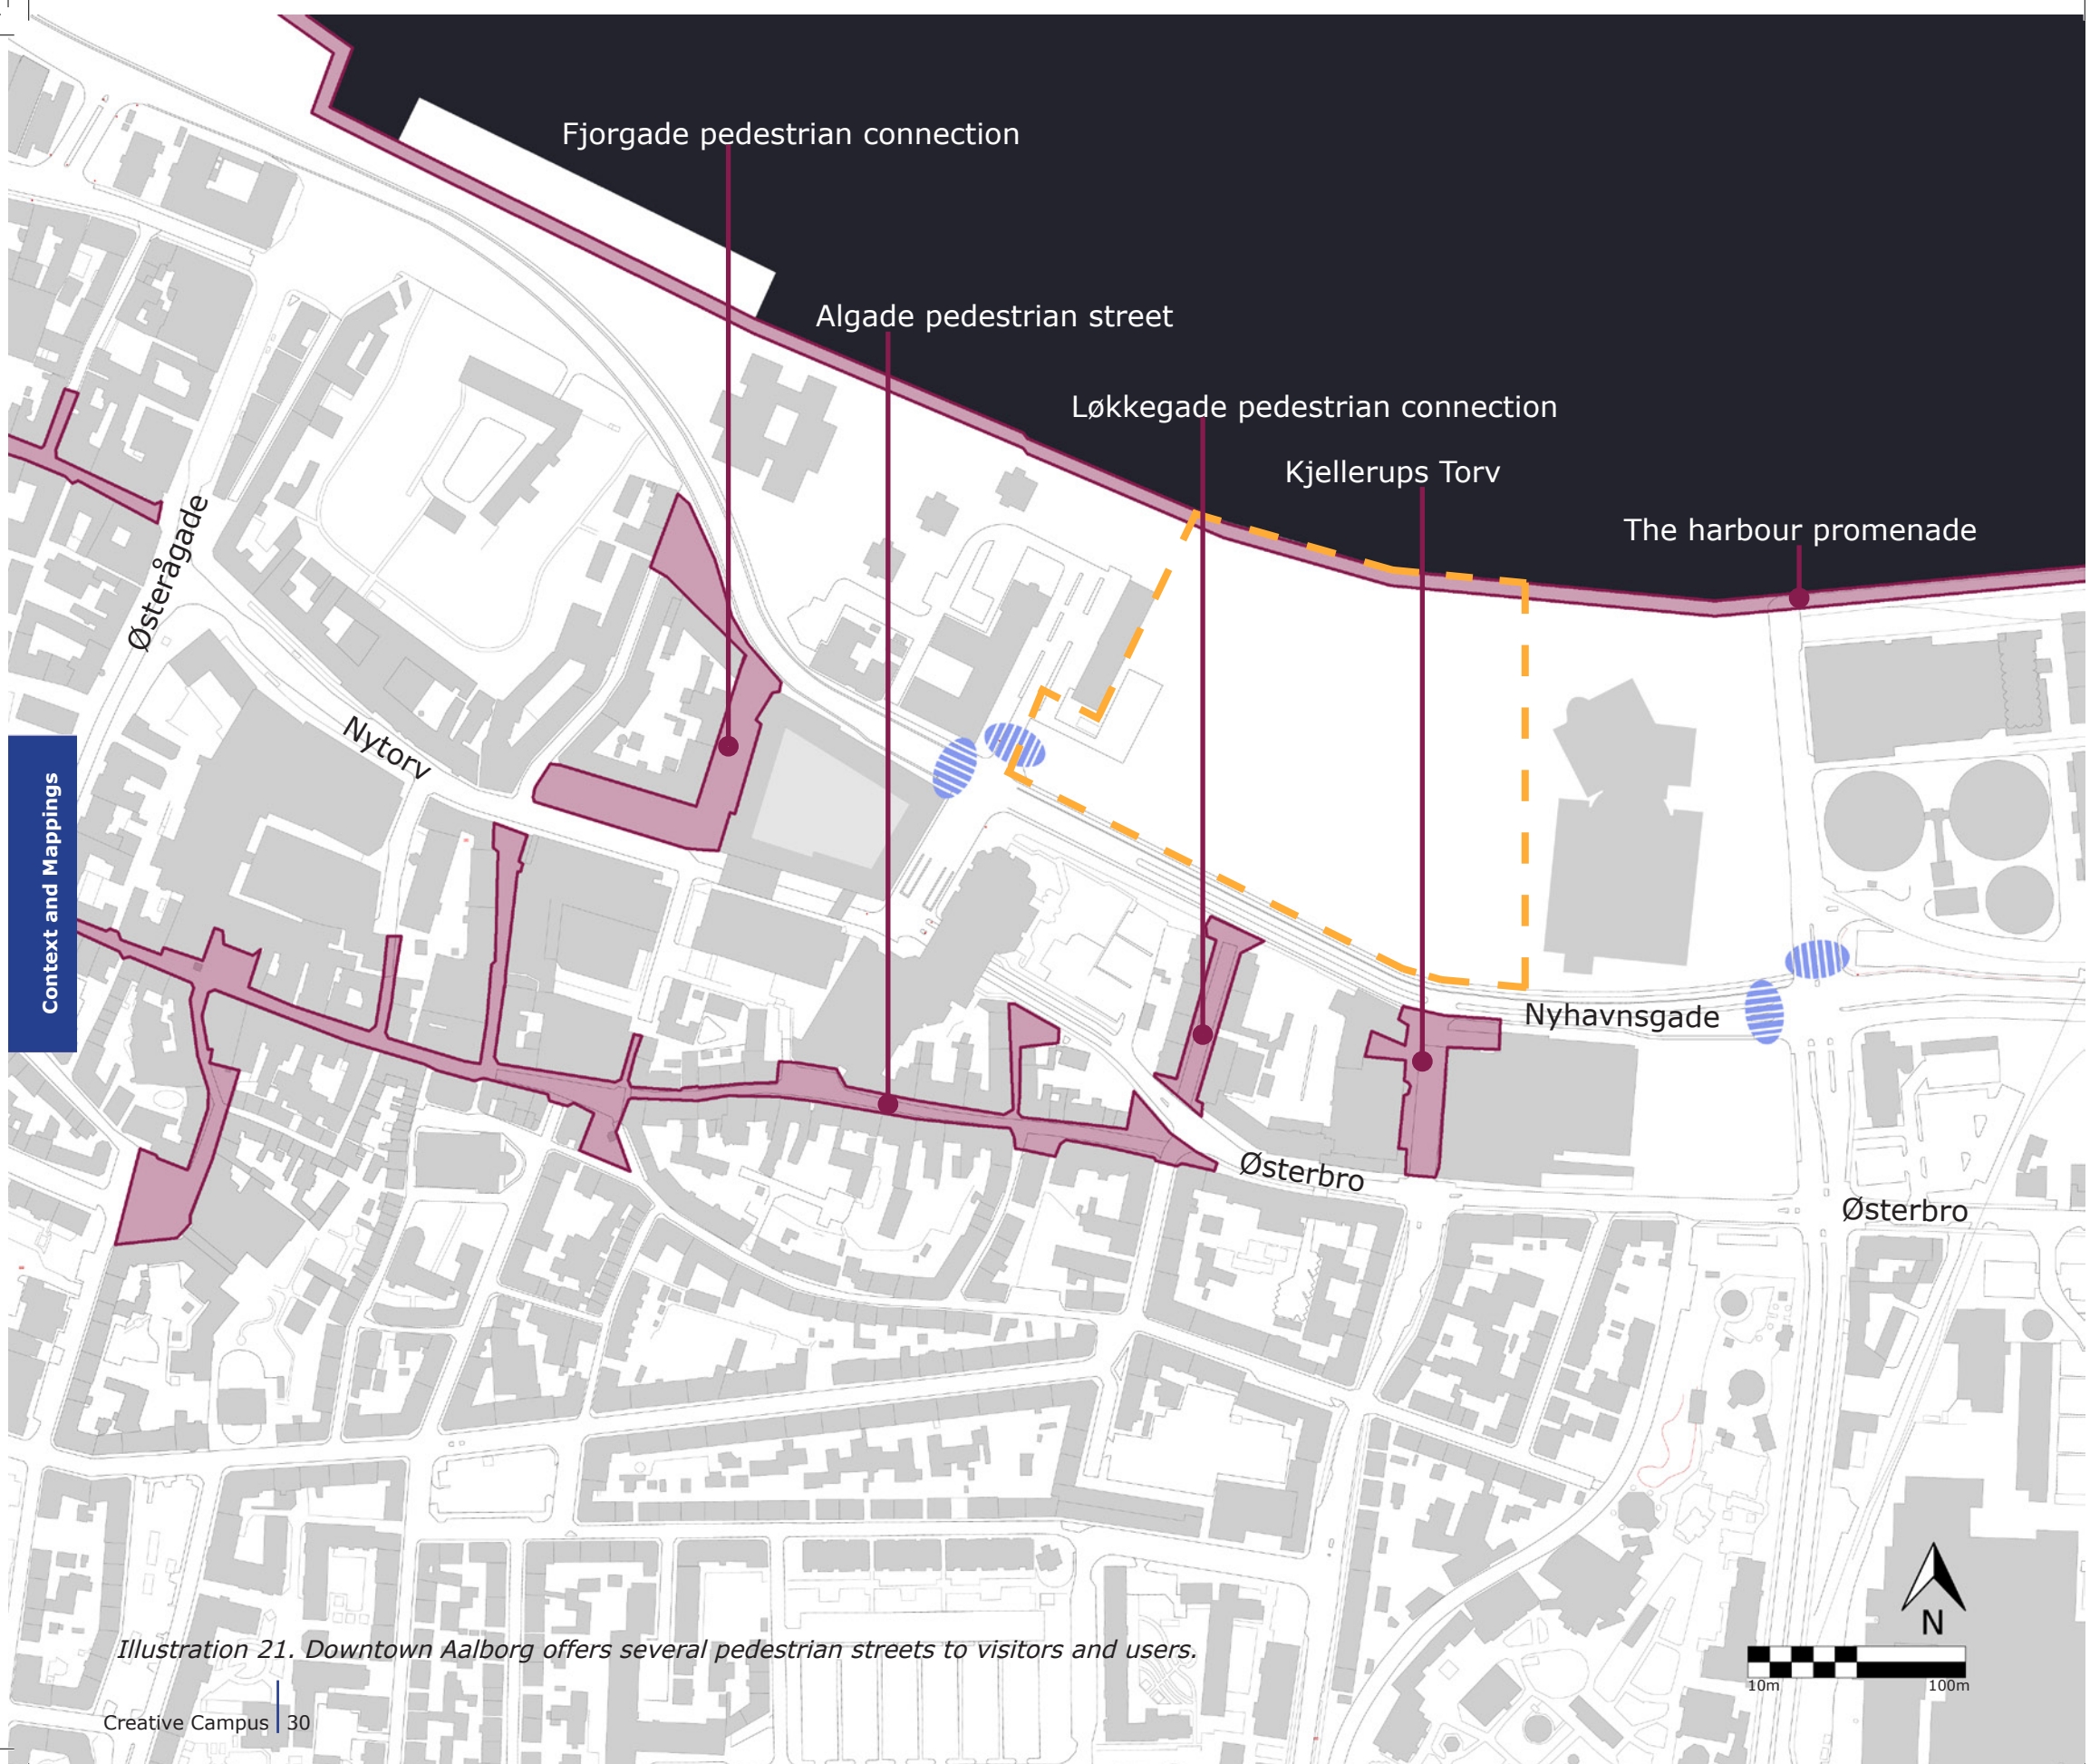 Fjorgade pedestrian connection
Algade pedestrian street
Løkkegade pedestrian connection
Kjellerups Torv
The harbour promenade
Østerågade
Nytorv
Context and Mappings
Nyhavnsgade
Østerbro
Østerbro
N
10m 100m
Illustration 21. Downtown Aalborg offers several pedestrian streets to visitors and users.
Creative Campus 30